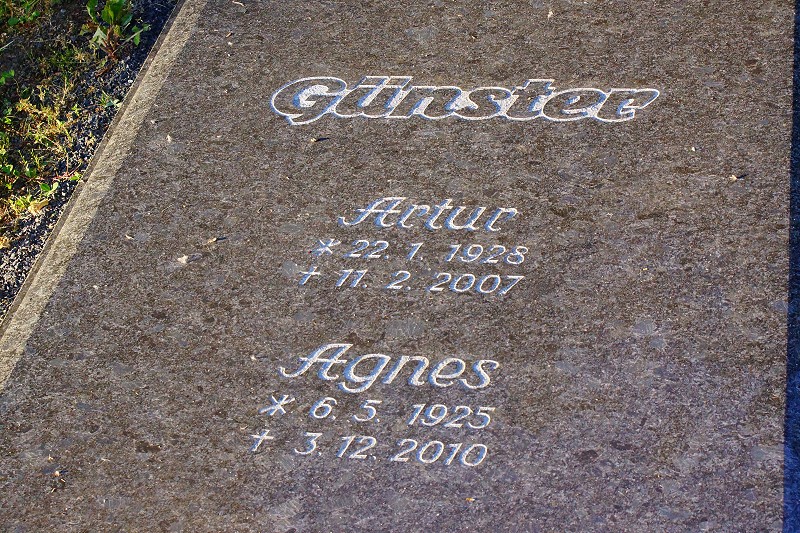 Günster
Artur
* 22. 1. 1928
† 11. 2. 2007
Agnes
* 6. 5. 1925
† 3. 12. 2010